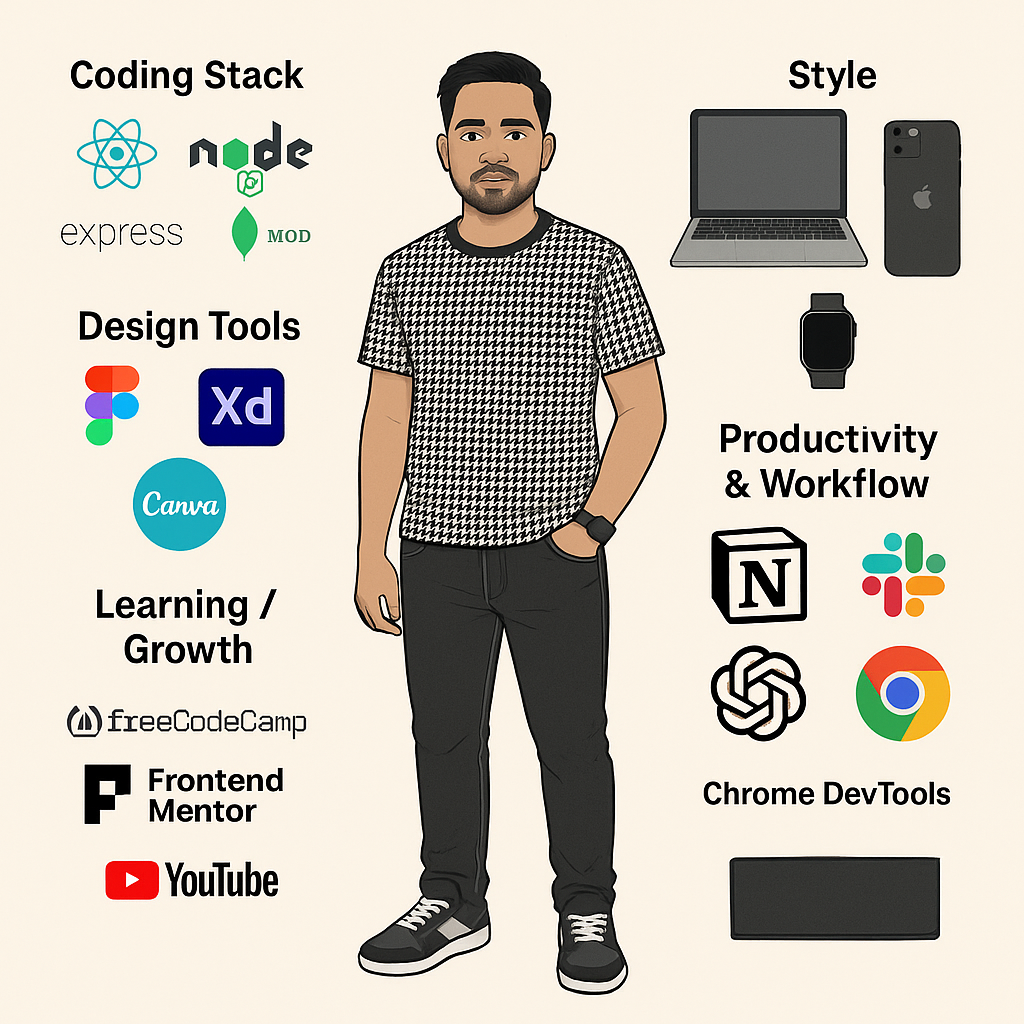 Coding Stack
node
express
MOD
Design Tools
Xd
Canva
Learning /
Growth
freeCodeCamp
Frontend
Mentor
YouTube
Style
Productivity
& Workflow
N
Chrome DevTools